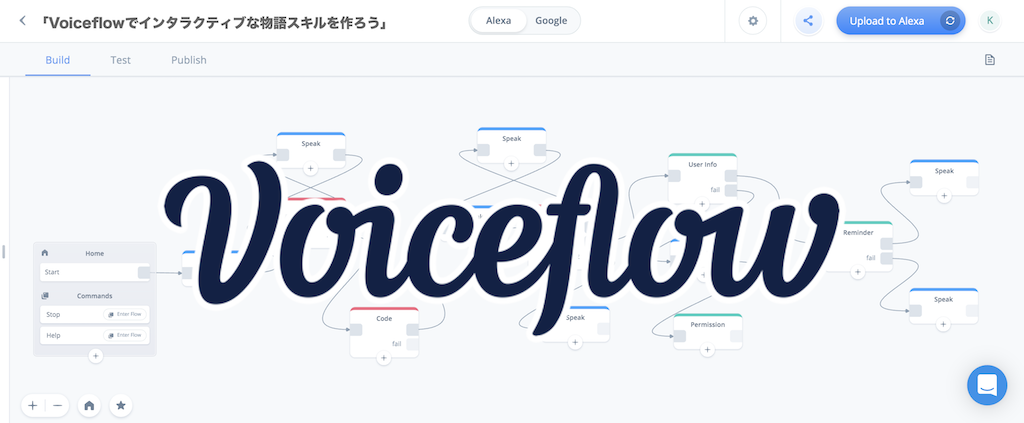 「Voiceflowでインタラクティブな物語スキルを作ろう」
Alexa
Google
Upload to Alexa
K
Build
Test
Publish
Speak
Speak
User Info
fail
Speak
Voiceflow
Home
Start
Commands
Stop
Enter Flow
Help
Enter Flow
Reminder
fail
Code
fail
Speak
Permission
Speak